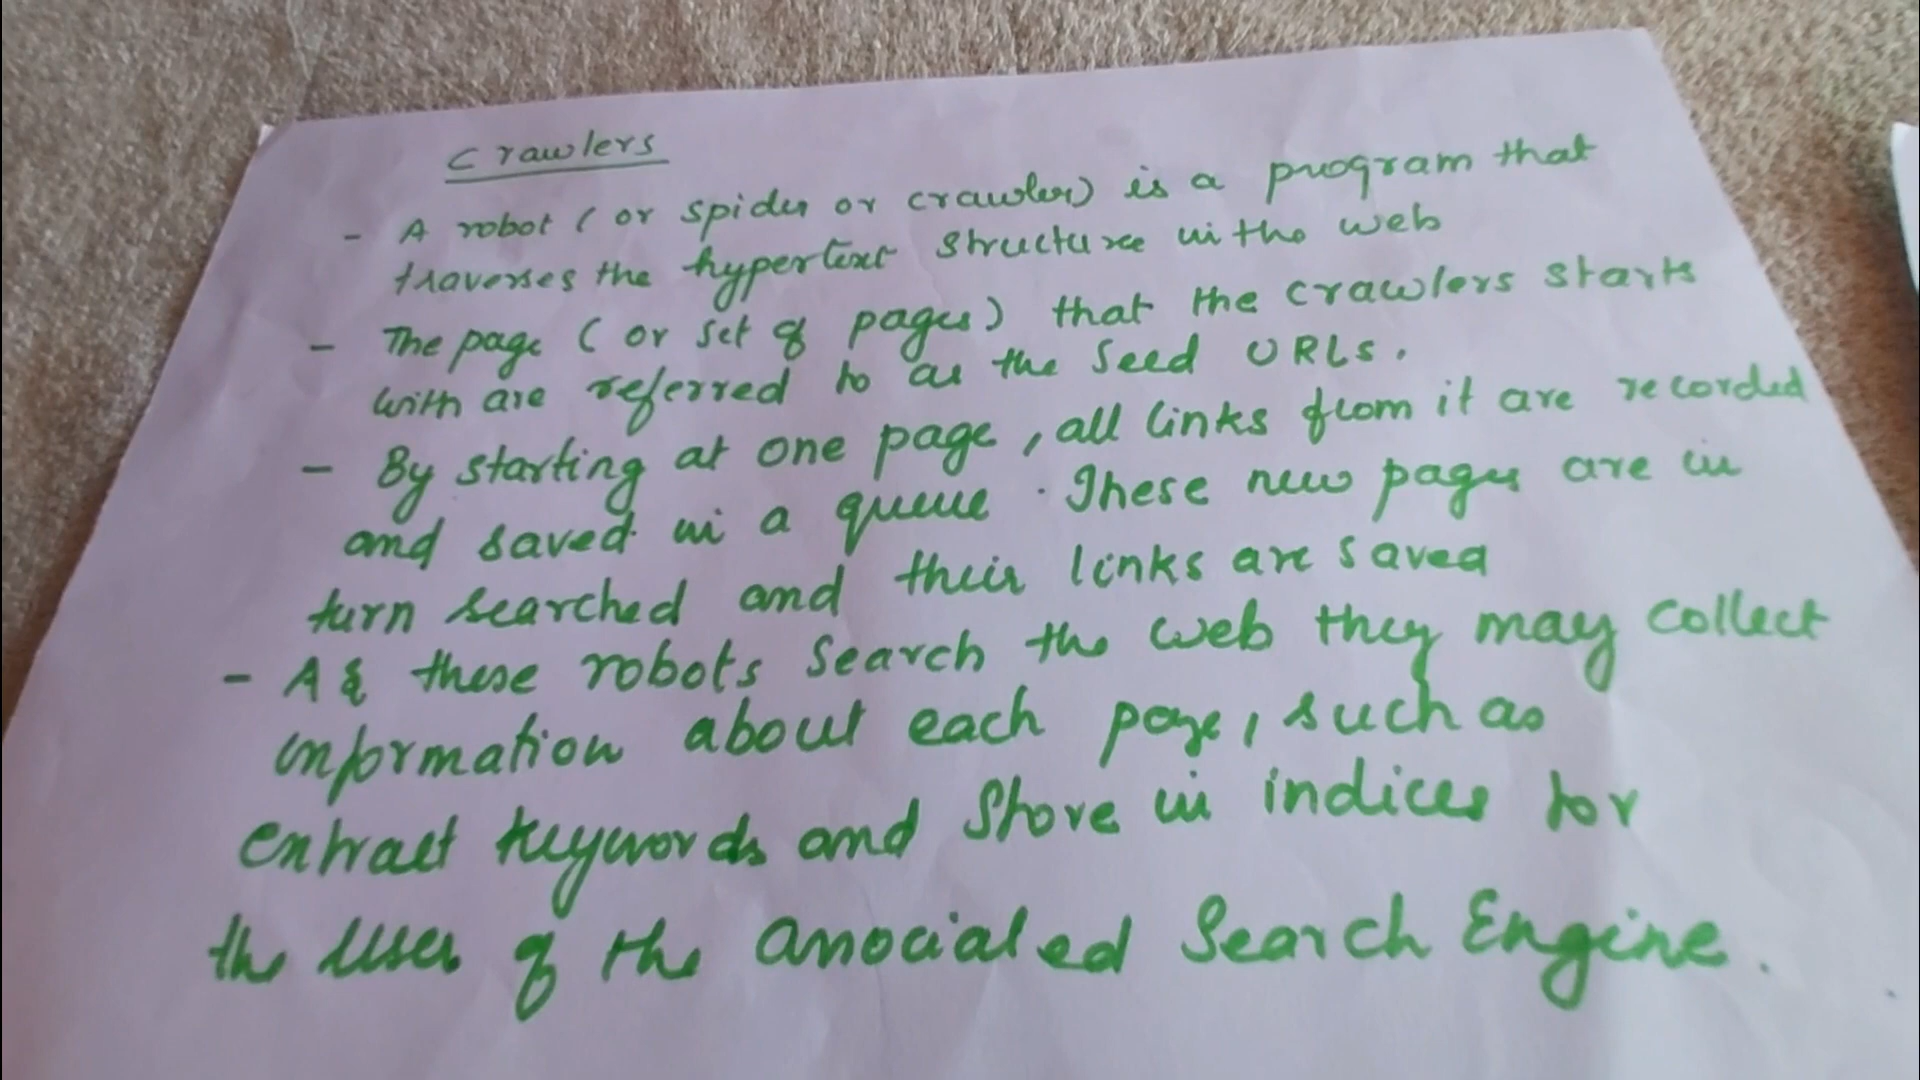 Crawlers
- A robot (or spider or crawler) is a program that
traverses the hypertext structure in the web
- The page (or set of pages) that the crawlers starts
with are referred to as the Seed URLs.
- By starting at one page, all links from it are recorded
and saved in a queue. These new pages are in
turn searched and their links are saved
- As these robots search the web they may collect
information about each page, such as
extract keywords and store in indices for
the user of the associated Search Engine.